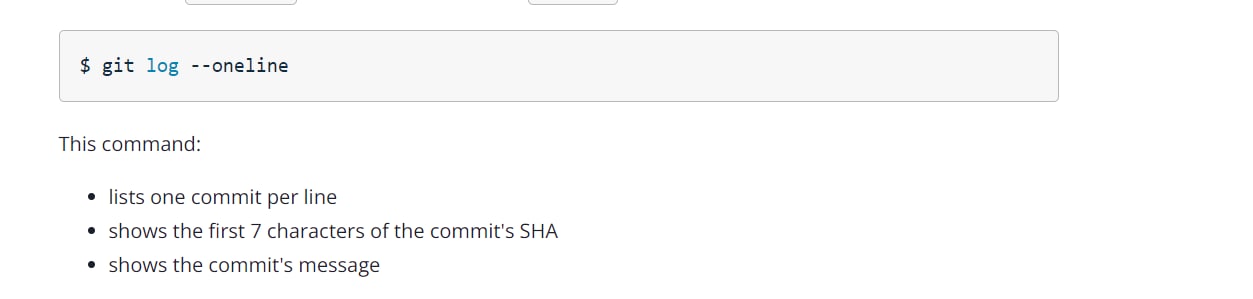 $ git log --oneline
This command:
• lists one commit per line
• shows the first 7 characters of the commit's SHA
• shows the commit's message